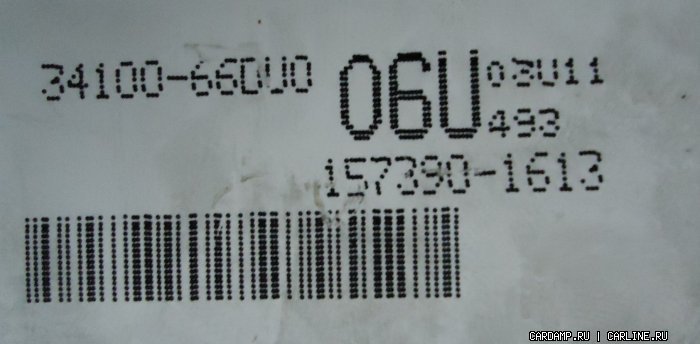 34100-66DU0 06U 03U11
493
157390-1613
CARDAMP.RU | CARLINE.RU